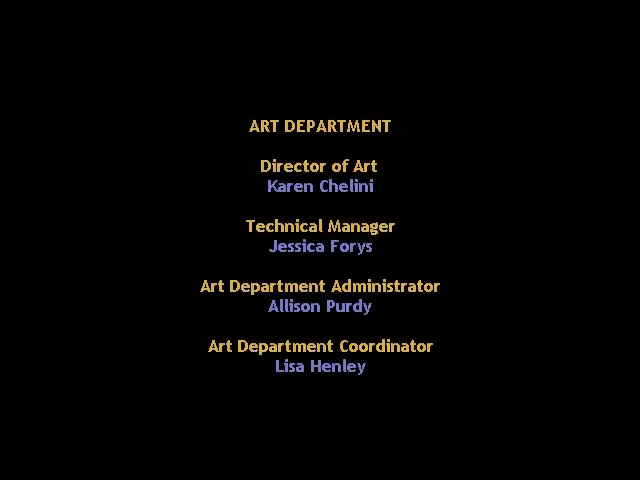 ART DEPARTMENT
Director of Art
Karen Chelini
Technical Manager
Jessica Forys
Art Department Administrator
Allison Purdy
Art Department Coordinator
Lisa Henley